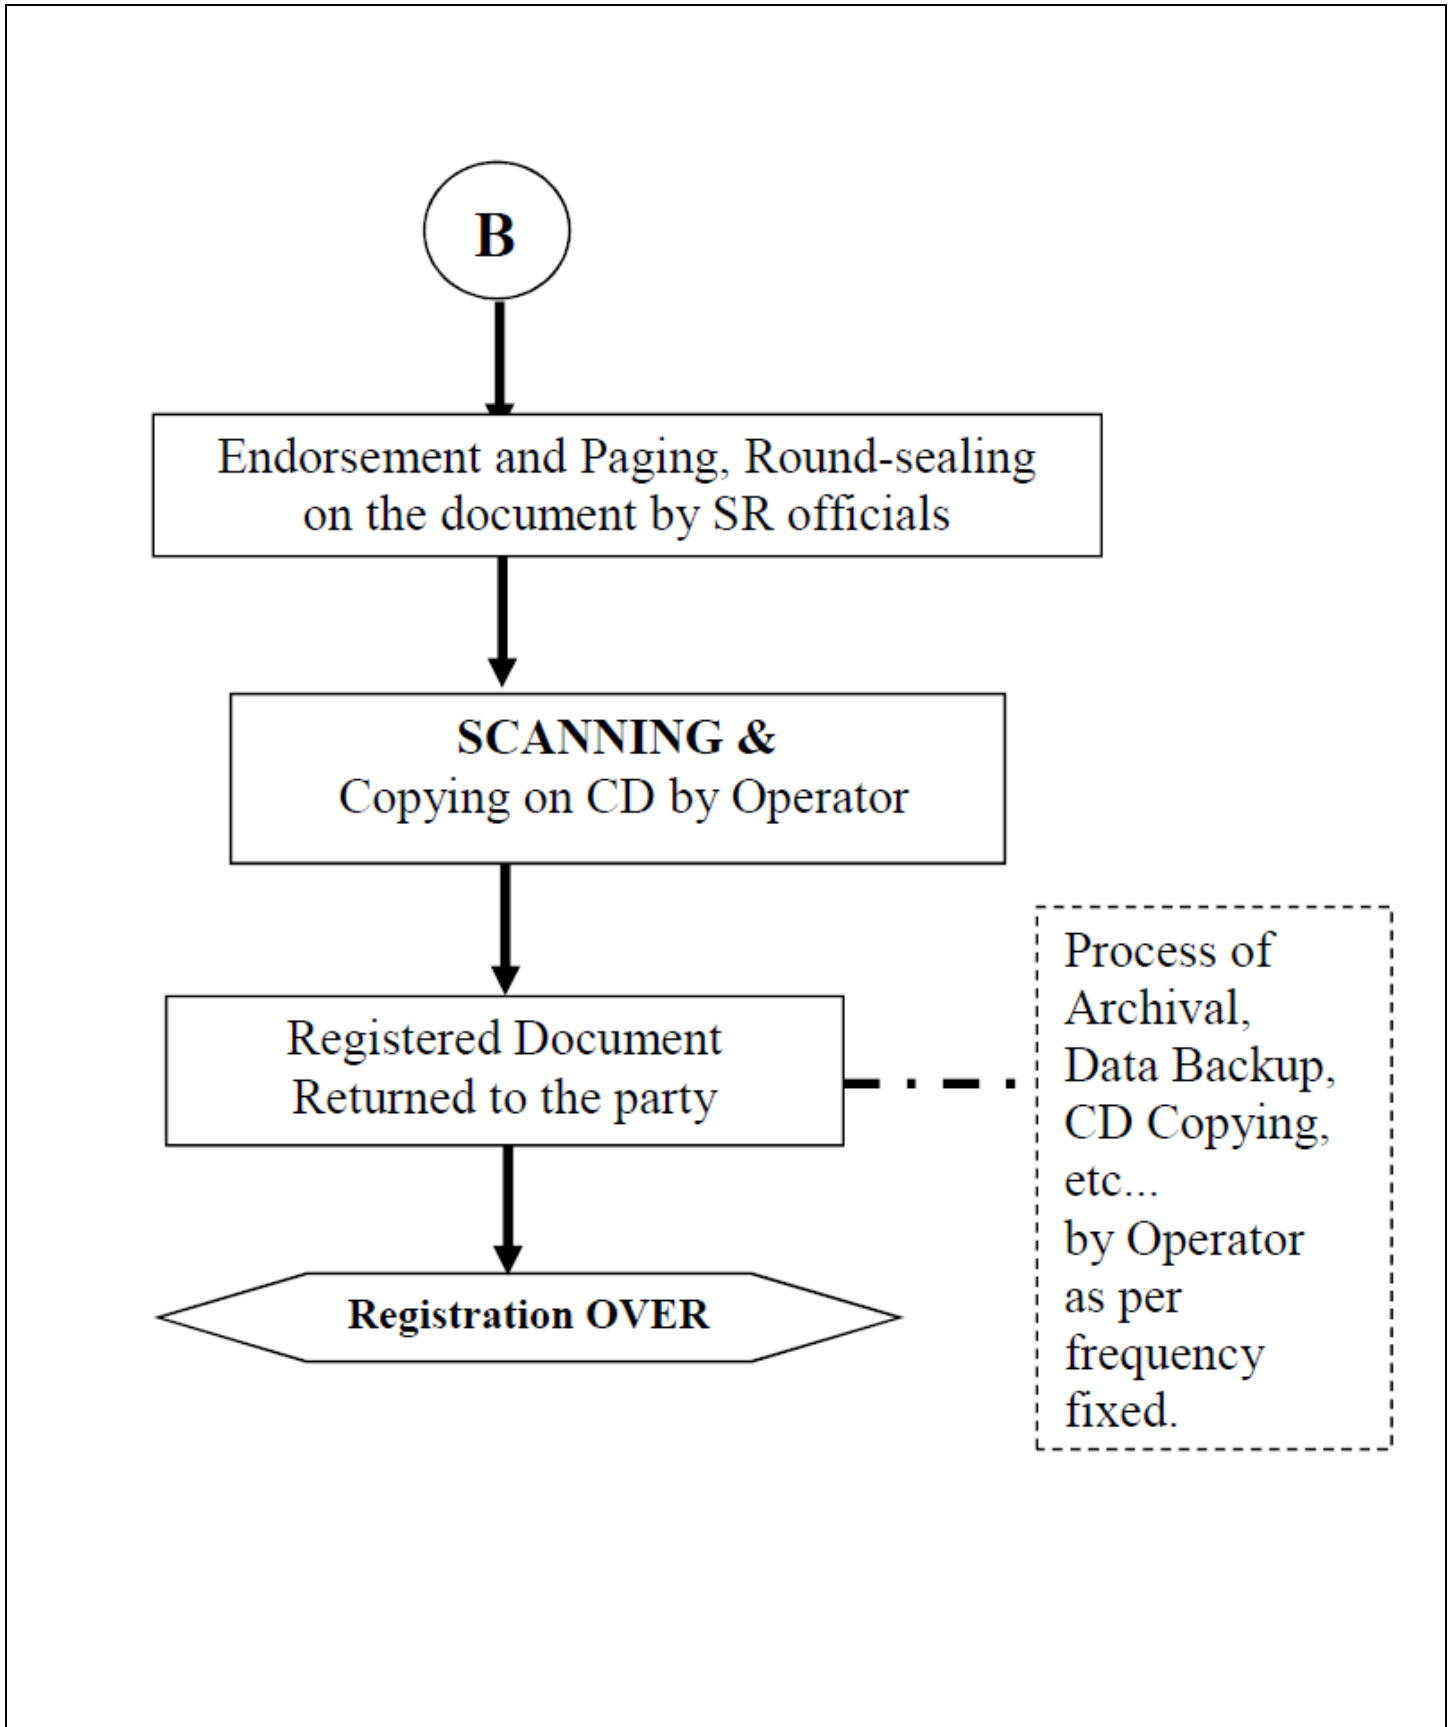 B
Endorsement and Paging, Round-sealing
on the document by SR officials
SCANNING &
Copying on CD by Operator
Registered Document
Returned to the party
Process of
Archival,
Data Backup,
CD Copying,
etc...
by Operator
as per
frequency
fixed.
Registration OVER